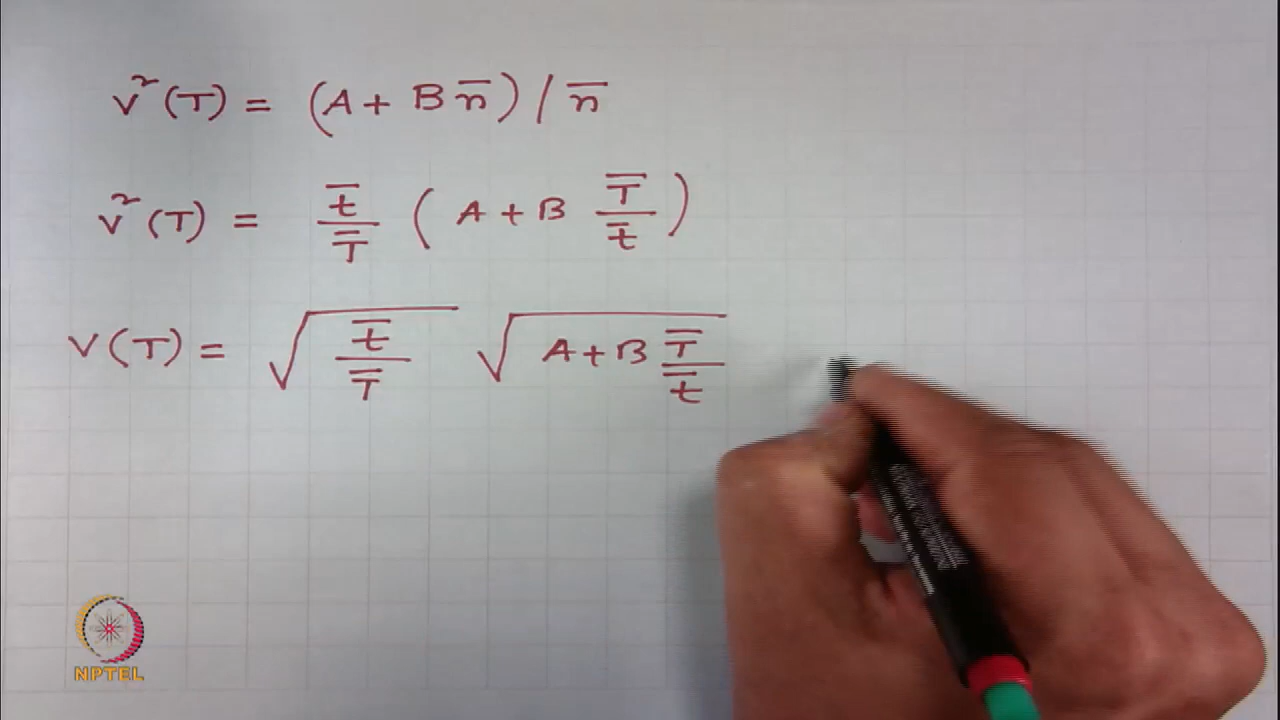 v²(T) = (A + B n̅) / n̅
v²(T) = t̅/T̅ (A + B T̅/t̅)
V(T) = √(t̅/T̅) √(A + B T̅/t̅)
NPTEL